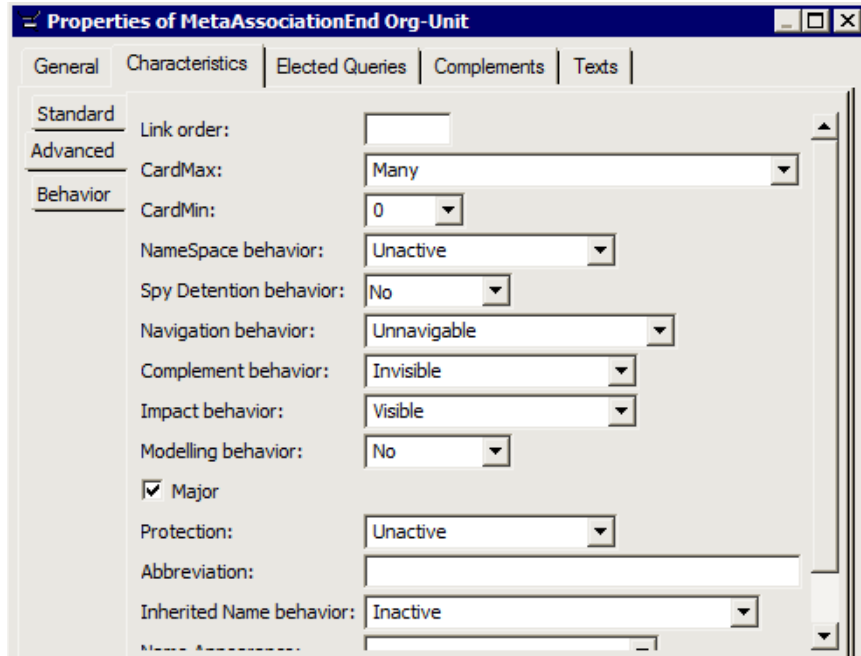 Properties of MetaAssociationEnd Org-Unit
General Characteristics Elected Queries Complements Texts
Standard
Advanced
Behavior
Link order:
CardMax: Many
CardMin: 0
NameSpace behavior: Unactive
Spy Detention behavior: No
Navigation behavior: Unnavigable
Complement behavior: Invisible
Impact behavior: Visible
Modelling behavior: No
Major
Protection: Unactive
Abbreviation:
Inherited Name behavior: Inactive
Name Appearance: